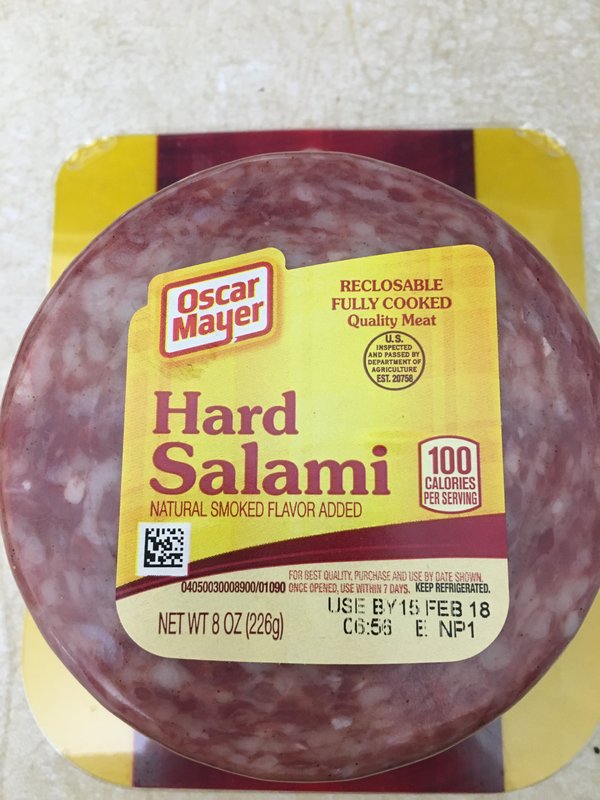 Oscar
Mayer
RECLOSABLE
FULLY COOKED
Quality Meat
U.S.
INSPECTED
AND PASSED BY
DEPARTMENT OF
AGRICULTURE
EST. 20758
Hard
Salami
NATURAL SMOKED FLAVOR ADDED
100
CALORIES
PER SERVING
FOR BEST QUALITY, PURCHASE AND USE BY DATE SHOWN.
04050030008900/01090 ONCE OPENED, USE WITHIN 7 DAYS. KEEP REFRIGERATED.
USE BY15 FEB 18
NET WT 8 OZ (226g)
06:56 E NP1